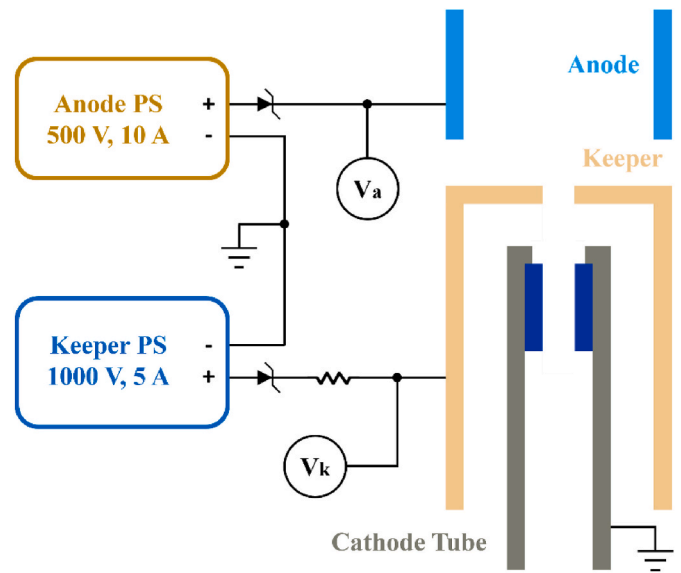 Anode PS
500 V, 10 A
+
-
Va
Anode
Keeper
Keeper PS
1000 V, 5 A
-
+
Vk
Cathode Tube